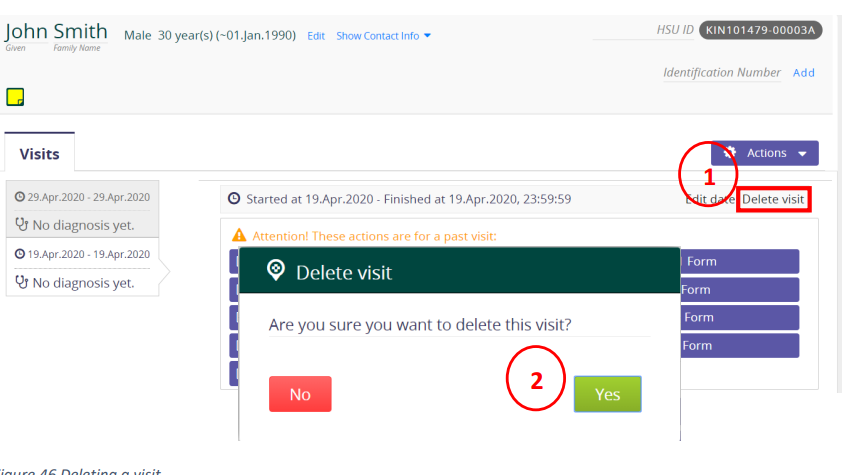 John Smith Male 30 year(s) (~01.Jan.1990) Edit Show Contact Info
Given Family Name
HSU ID KIN101479-00003A
Identification Number Add
Visits
Actions
1
29.Apr.2020 - 29.Apr.2020
No diagnosis yet.
19.Apr.2020 - 19.Apr.2020
No diagnosis yet.
Started at 19.Apr.2020 - Finished at 19.Apr.2020, 23:59:59
Edit date Delete visit
Attention! These actions are for a past visit:
Form
Form
Form
Form
Delete visit
Are you sure you want to delete this visit?
No
2
Yes
Figure 46 Deleting a visit